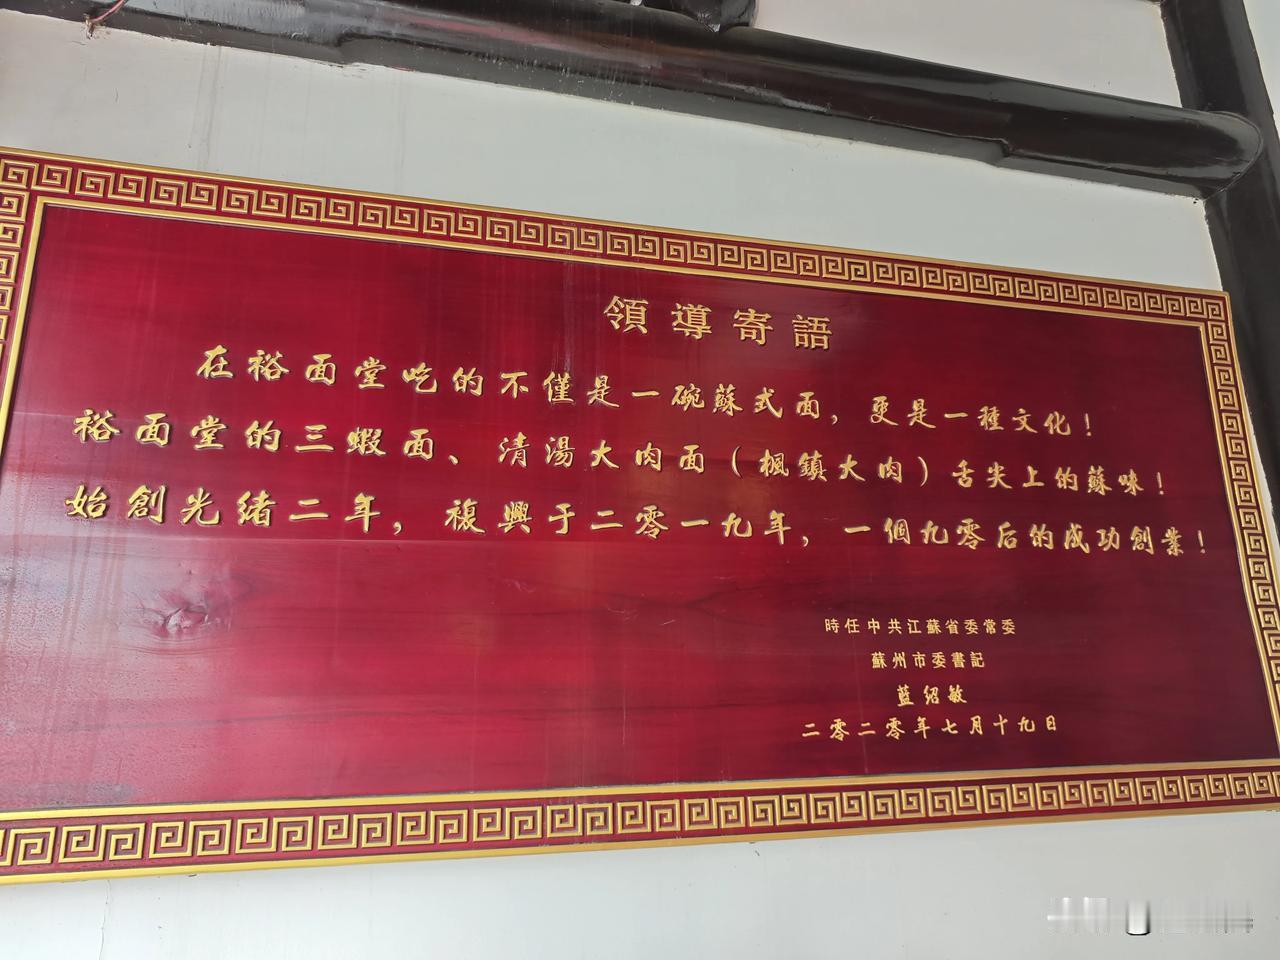 領導寄語
在裕面堂吃的不僅是一碗蘇式面，更是一種文化！
裕面堂的三蝦面、清湯大肉面（楓鎮大肉）舌尖上的蘇味！
始創光緒二年，複興于二零一九年，一個九零后的成功創業！
時任中共江蘇省委常委
蘇州市委書記
藍紹敏
二零二零年七月十九日